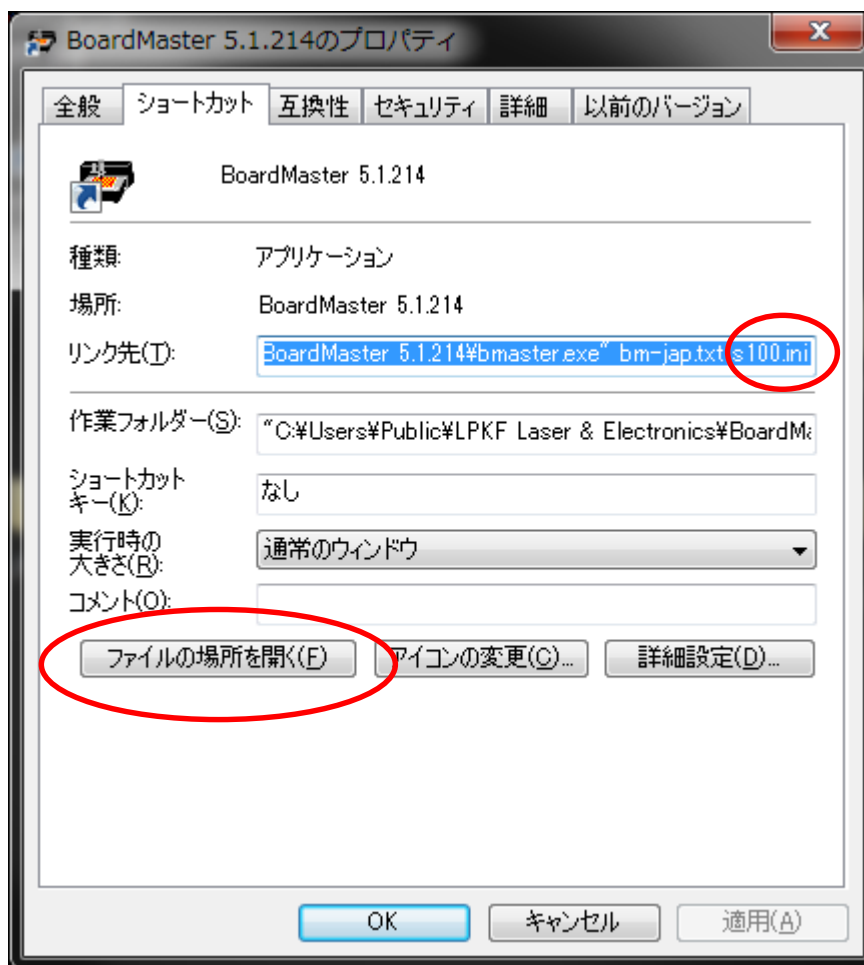 BoardMaster 5.1.214のプロパティ
全般 ショートカット 互換性 セキュリティ 詳細 以前のバージョン
BoardMaster 5.1.214
種類: アプリケーション
場所: BoardMaster 5.1.214
リンク先(T): BoardMaster 5.1.214¥bmaster.exe" bm-jap.txt s100.ini
作業フォルダー(S): "C:¥Users¥Public¥LPKF Laser & Electronics¥BoardMa
ショートカット
キー(K): なし
実行時の
大きさ(R): 通常のウィンドウ
コメント(O):
ファイルの場所を開く(F) アイコンの変更(C)... 詳細設定(D)...
OK キャンセル 適用(A)